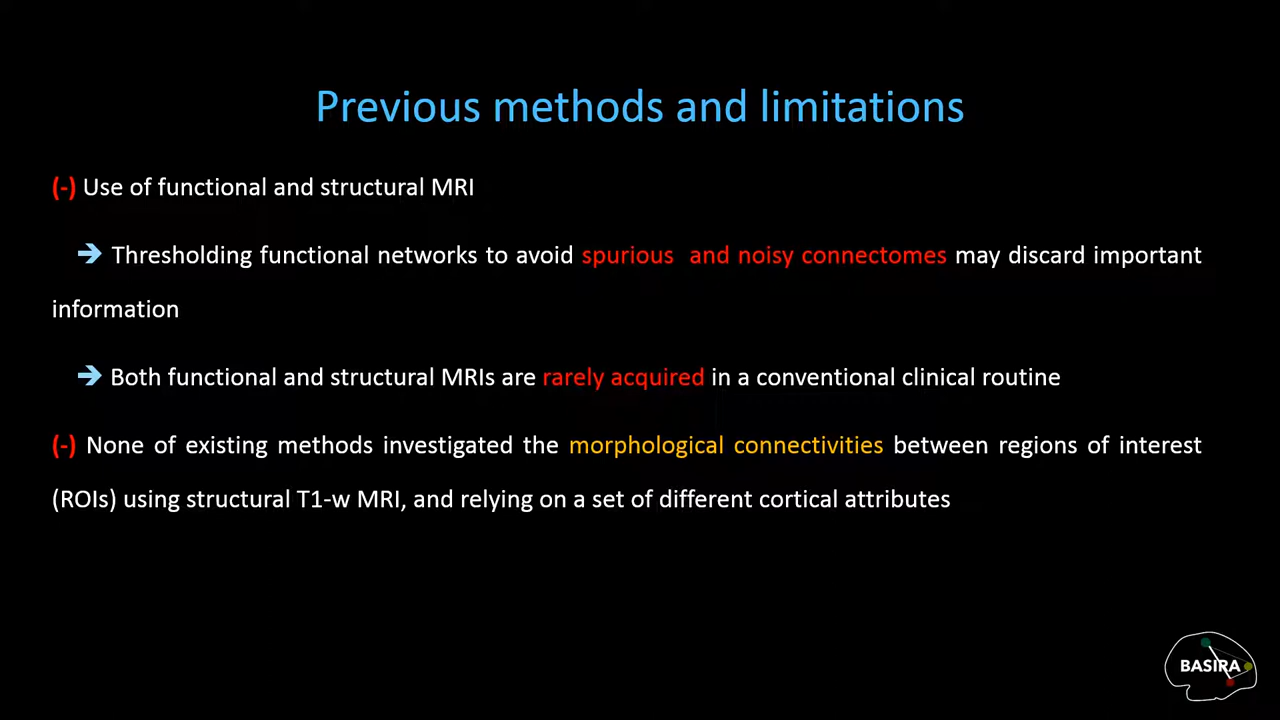 Previous methods and limitations
(-) Use of functional and structural MRI
➔ Thresholding functional networks to avoid spurious and noisy connectomes may discard important
information
➔ Both functional and structural MRIs are rarely acquired in a conventional clinical routine
(-) None of existing methods investigated the morphological connectivities between regions of interest
(ROIs) using structural T1-w MRI, and relying on a set of different cortical attributes
BASIRA